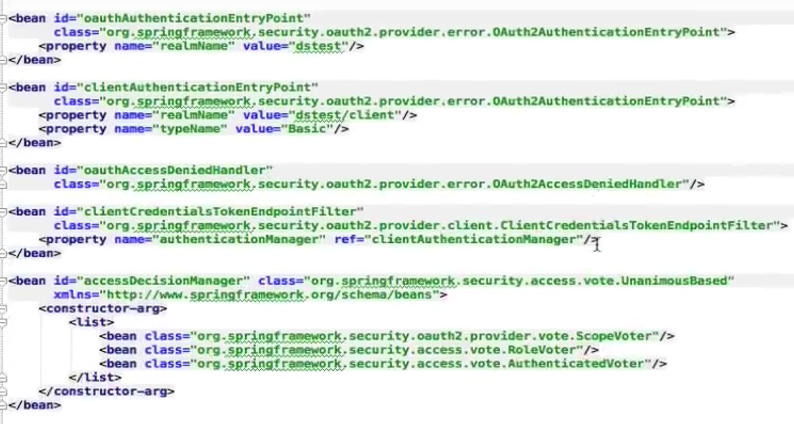 <bean id="oauthAuthenticationEntryPoint"
class="org.springframework.security.oauth2.provider.error.OAuth2AuthenticationEntryPoint">
<property name="realmName" value="dstest"/>
</bean>
<bean id="clientAuthenticationEntryPoint"
class="org.springframework.security.oauth2.provider.error.OAuth2AuthenticationEntryPoint">
<property name="realmName" value="dstest/client"/>
<property name="typeName" value="Basic"/>
</bean>
<bean id="oauthAccessDeniedHandler"
class="org.springframework.security.oauth2.provider.error.OAuth2AccessDeniedHandler"/>
<bean id="clientCredentialsTokenEndpointFilter"
class="org.springframework.security.oauth2.provider.client.ClientCredentialsTokenEndpointFilter">
<property name="authenticationManager" ref="clientAuthenticationManager"/>
</bean>
<bean id="accessDecisionManager" class="org.springframework.security.access.vote.UnanimousBased"
xmlns="http://www.springframework.org/schema/beans">
<constructor-arg>
<list>
<bean class="org.springframework.security.oauth2.provider.vote.ScopeVoter"/>
<bean class="org.springframework.security.access.vote.RoleVoter"/>
<bean class="org.springframework.security.access.vote.AuthenticatedVoter"/>
</list>
</constructor-arg>
</bean>